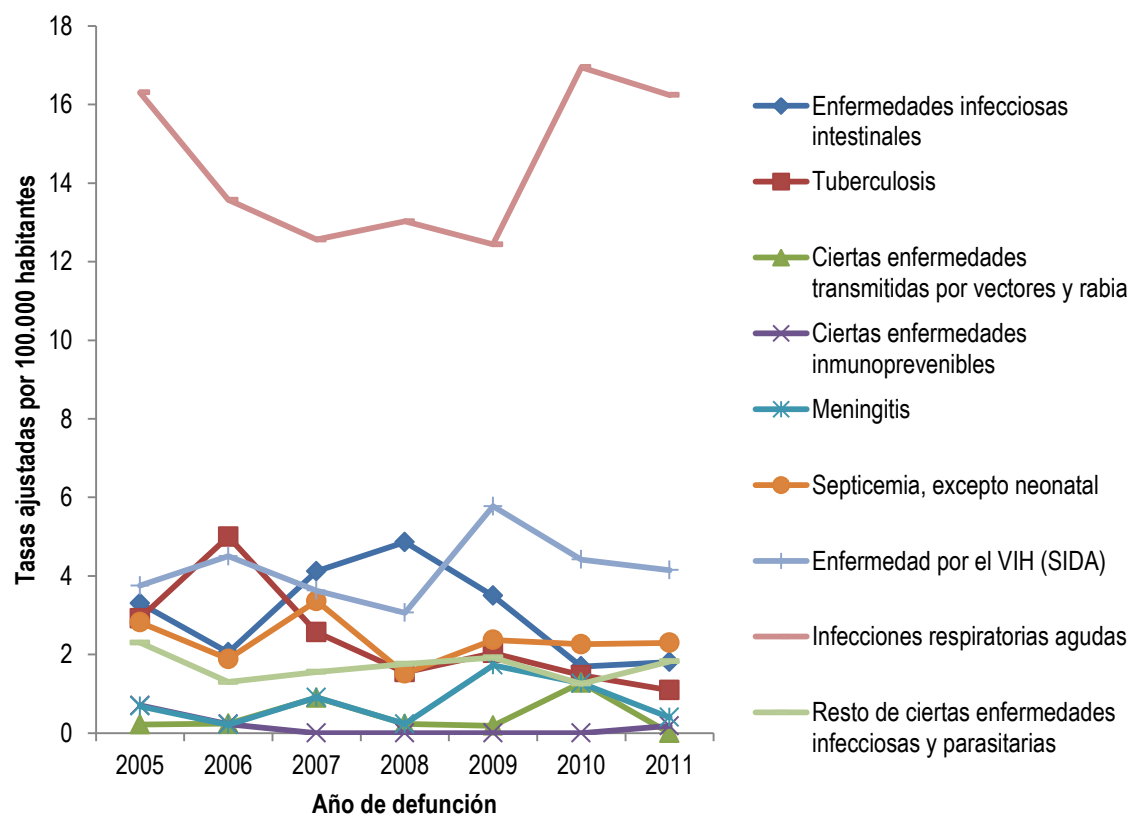 18
16
14
12
10
8
6
4
2
0
Tasas ajustadas por 100.000 habitantes
2005 2006 2007 2008 2009 2010 2011
Año de defunción
Enfermedades infecciosas
intestinales
Tuberculosis
Ciertas enfermedades
transmitidas por vectores y rabia
Ciertas enfermedades
inmunoprevenibles
Meningitis
Septicemia, excepto neonatal
Enfermedad por el VIH (SIDA)
Infecciones respiratorias agudas
Resto de ciertas enfermedades
infecciosas y parasitarias